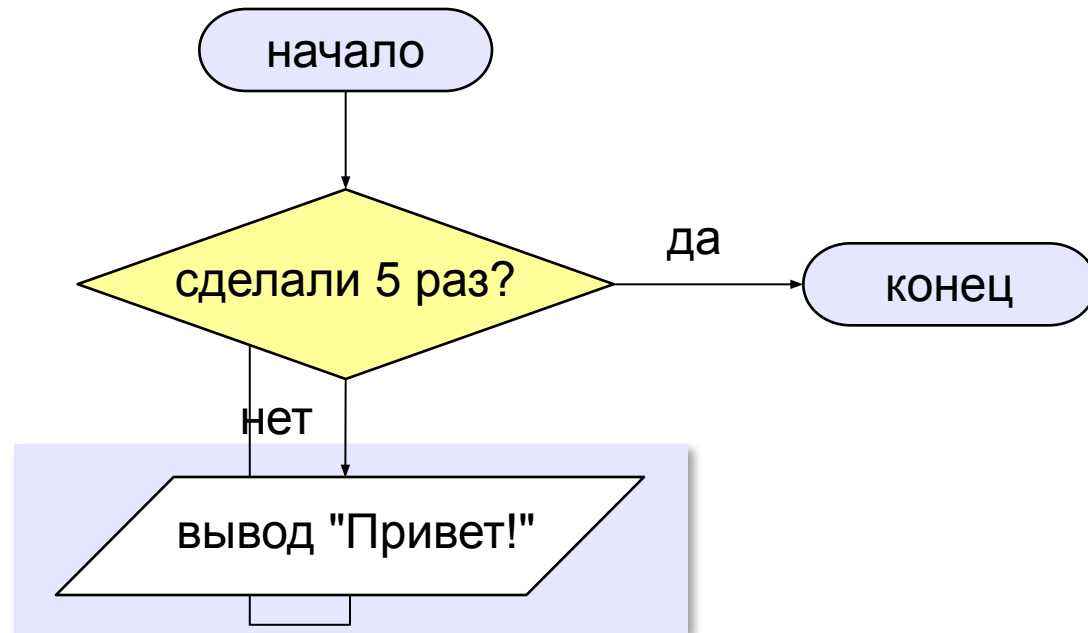 начало
сделали 5 раз?
да
конец
нет
вывод "Привет!"